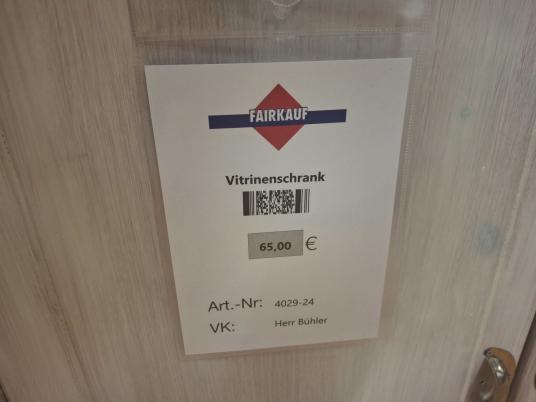 FAIRKAUF
Vitrinenschrank
65,00 €
Art.-Nr: 4029-24
VK: Herr Bühler